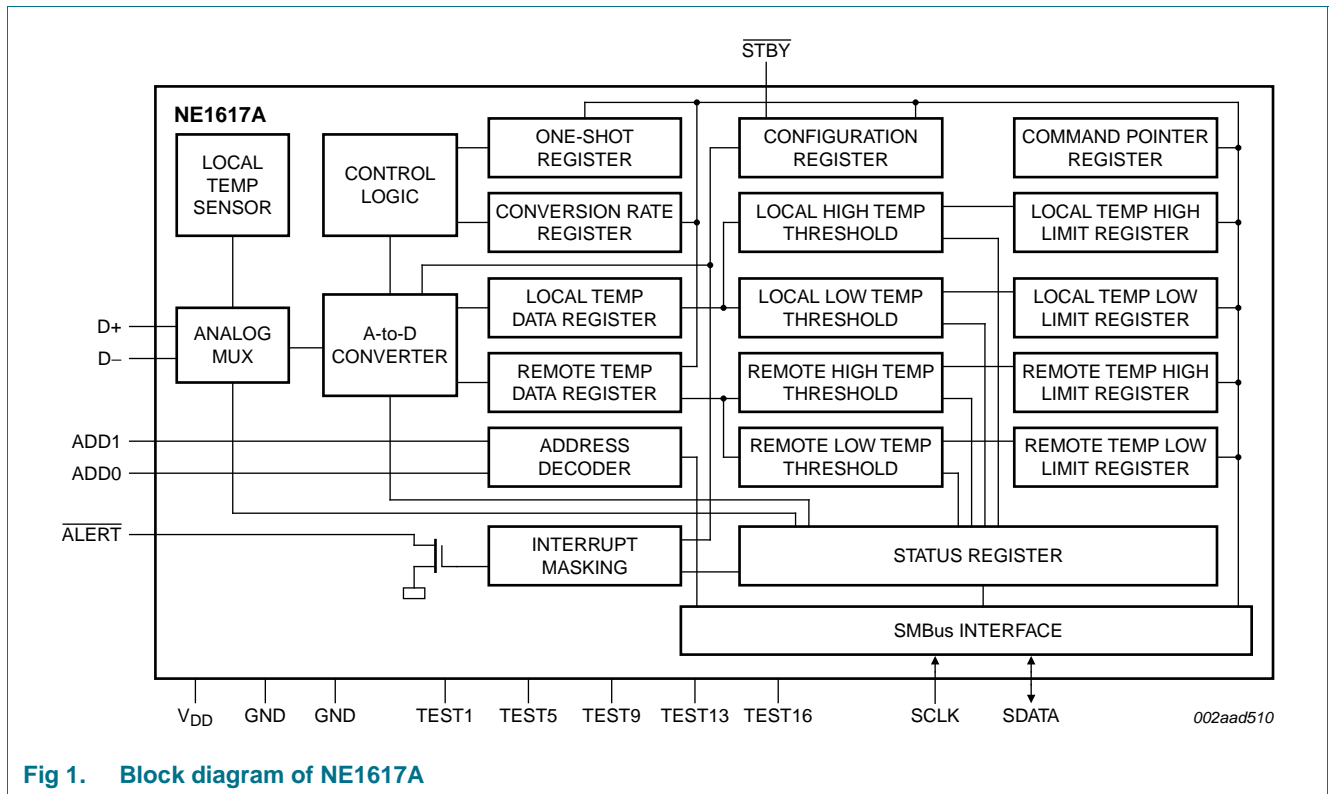 STBY
NE1617A
LOCAL
TEMP
SENSOR
CONTROL
LOGIC
ONE-SHOT
REGISTER
CONFIGURATION
REGISTER
COMMAND POINTER
REGISTER
CONVERSION RATE
REGISTER
LOCAL HIGH TEMP
THRESHOLD
LOCAL TEMP HIGH
LIMIT REGISTER
D+
D−
ANALOG
MUX
A-to-D
CONVERTER
LOCAL TEMP
DATA REGISTER
LOCAL LOW TEMP
THRESHOLD
LOCAL TEMP LOW
LIMIT REGISTER
REMOTE TEMP
DATA REGISTER
REMOTE HIGH TEMP
THRESHOLD
REMOTE TEMP HIGH
LIMIT REGISTER
ADD1
ADD0
ADDRESS
DECODER
REMOTE LOW TEMP
THRESHOLD
REMOTE TEMP LOW
LIMIT REGISTER
ALERT
INTERRUPT
MASKING
STATUS REGISTER
SMBus INTERFACE
VDD GND GND TEST1 TEST5 TEST9 TEST13 TEST16 SCLK SDATA
002aad510
Fig 1. Block diagram of NE1617A